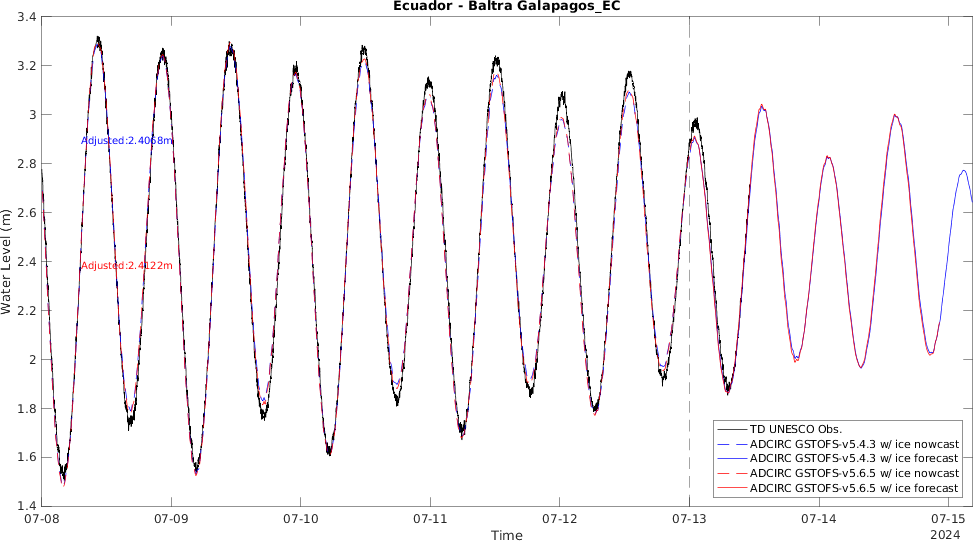 Ecuador - Baltra Galapagos_EC
3.4
3.2
3
2.8
2.6
2.4
2.2
2
1.8
1.6
1.4
Water Level (m)
Adjusted:2.4068m
Adjusted:2.4122m
TD UNESCO Obs.
ADCIRC GSTOFS-v5.4.3 w/ ice nowcast
ADCIRC GSTOFS-v5.4.3 w/ ice forecast
ADCIRC GSTOFS-v5.6.5 w/ ice nowcast
ADCIRC GSTOFS-v5.6.5 w/ ice forecast
07-08 07-09 07-10 07-11 07-12 07-13 07-14 07-15
Time
2024